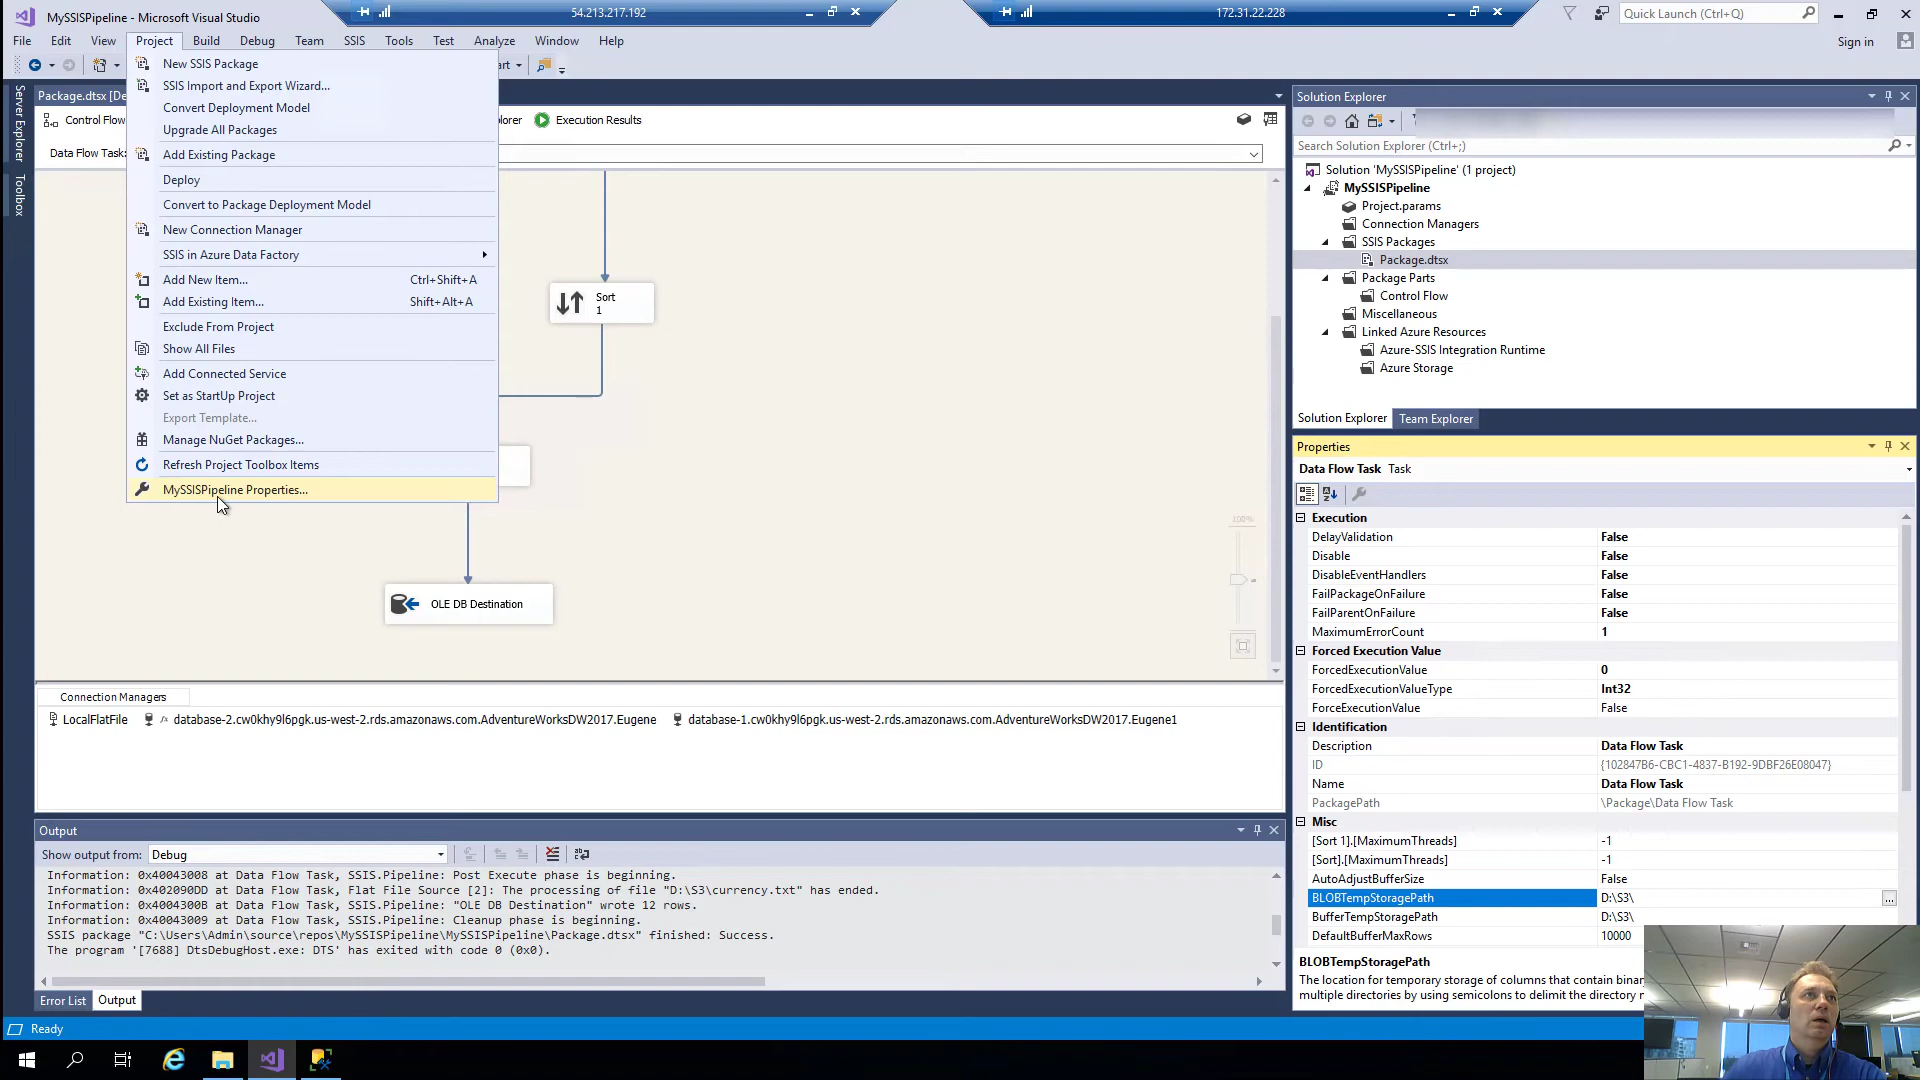 MySSISPipeline - Microsoft Visual Studio
54.213.217.192
172.31.22.228
Quick Launch (Ctrl+Q)
File Edit View Project Build Debug Team SSIS Tools Test Analyze Window Help
Sign in
New SSIS Package
SSIS Import and Export Wizard...
Convert Deployment Model
Upgrade All Packages
Add Existing Package
Deploy
Convert to Package Deployment Model
New Connection Manager
SSIS in Azure Data Factory
Add New Item... Ctrl+Shift+A
Add Existing Item... Shift+Alt+A
Exclude From Project
Show All Files
Add Connected Service
Set as StartUp Project
Export Template...
Manage NuGet Packages...
Refresh Project Toolbox Items
MySSISPipeline Properties...
Server Explorer
Toolbox
Package.dtsx [De
Control Flow
Execution Results
Data Flow Task:
Sort
1
OLE DB Destination
100%
Connection Managers
LocalFlatFile
database-2.cw0khy9l6pgk.us-west-2.rds.amazonaws.com.AdventureWorksDW2017.Eugene
database-1.cw0khy9l6pgk.us-west-2.rds.amazonaws.com.AdventureWorksDW2017.Eugene1
Output
Show output from: Debug
Information: 0x40043008 at Data Flow Task, SSIS.Pipeline: Post Execute phase is beginning.
Information: 0x402090DD at Data Flow Task, Flat File Source [2]: The processing of file "D:\S3\currency.txt" has ended.
Information: 0x4004300B at Data Flow Task, SSIS.Pipeline: "OLE DB Destination" wrote 12 rows.
Information: 0x40043009 at Data Flow Task, SSIS.Pipeline: Cleanup phase is beginning.
SSIS package "C:\Users\Admin\source\repos\MySSISPipeline\MySSISPipeline\Package.dtsx" finished: Success.
The program '[7688] DtsDebugHost.exe: DTS' has exited with code 0 (0x0).
Error List Output
Ready
Solution Explorer
Search Solution Explorer (Ctrl+;)
Solution 'MySSISPipeline' (1 project)
MySSISPipeline
Project.params
Connection Managers
SSIS Packages
Package.dtsx
Package Parts
Control Flow
Miscellaneous
Linked Azure Resources
Azure-SSIS Integration Runtime
Azure Storage
Solution Explorer Team Explorer
Properties
Data Flow Task Task
Execution
DelayValidation False
Disable False
DisableEventHandlers False
FailPackageOnFailure False
FailParentOnFailure False
MaximumErrorCount 1
Forced Execution Value
ForcedExecutionValue 0
ForcedExecutionValueType Int32
ForceExecutionValue False
Identification
Description Data Flow Task
ID {102847B6-CBC1-4837-B192-9DBF26E08047}
Name Data Flow Task
PackagePath \Package\Data Flow Task
Misc
[Sort 1].[MaximumThreads] -1
[Sort].[MaximumThreads] -1
AutoAdjustBufferSize False
BLOBTempStoragePath D:\S3\
BufferTempStoragePath D:\S3\
DefaultBufferMaxRows 10000
BLOBTempStoragePath
The location for temporary storage of columns that contain binar
multiple directories by using semicolons to delimit the directory n